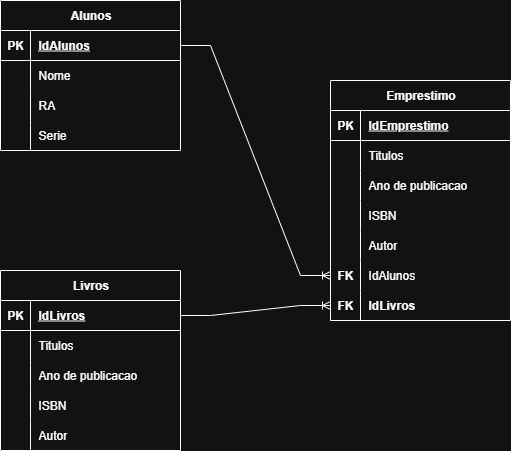 Alunos
PK IdAlunos
Nome
RA
Serie
Emprestimo
PK IdEmprestimo
Titulos
Ano de publicacao
ISBN
Autor
FK IdAlunos
FK IdLivros
Livros
PK IdLivros
Titulos
Ano de publicacao
ISBN
Autor